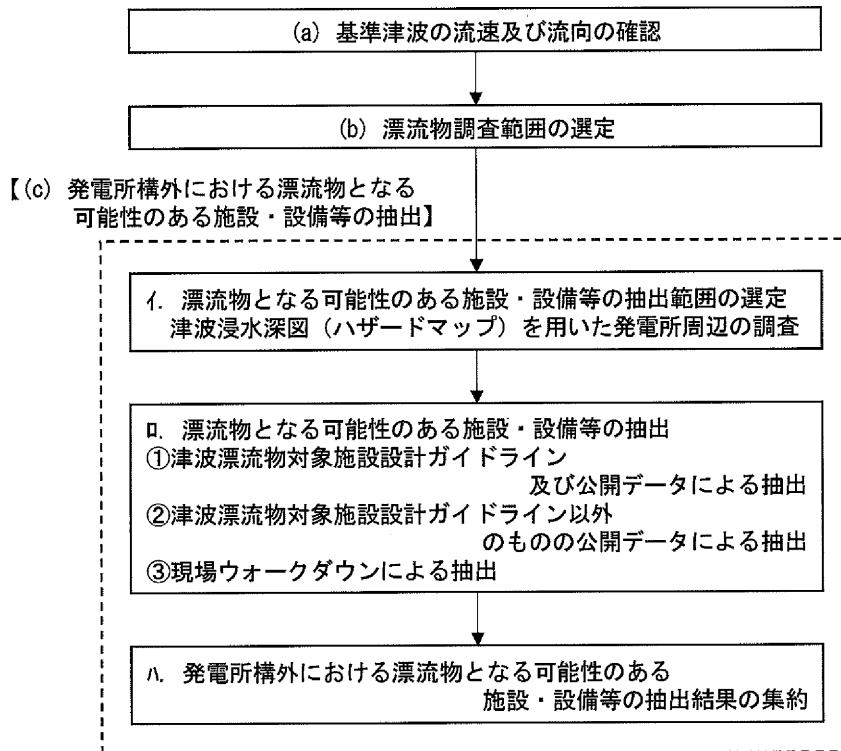 (a) 基準津波の流速及び流向の確認
(b) 漂流物調査範囲の選定
【(c) 発電所構外における漂流物となる
可能性のある施設・設備等の抽出】
ｲ. 漂流物となる可能性のある施設・設備等の抽出範囲の選定
津波浸水深図（ハザードマップ）を用いた発電所周辺の調査
ﾛ. 漂流物となる可能性のある施設・設備等の抽出
①津波漂流物対象施設設計ガイドライン
及び公開データによる抽出
②津波漂流物対象施設設計ガイドライン以外
のものの公開データによる抽出
③現場ウォークダウンによる抽出
ﾊ. 発電所構外における漂流物となる可能性のある
施設・設備等の抽出結果の集約